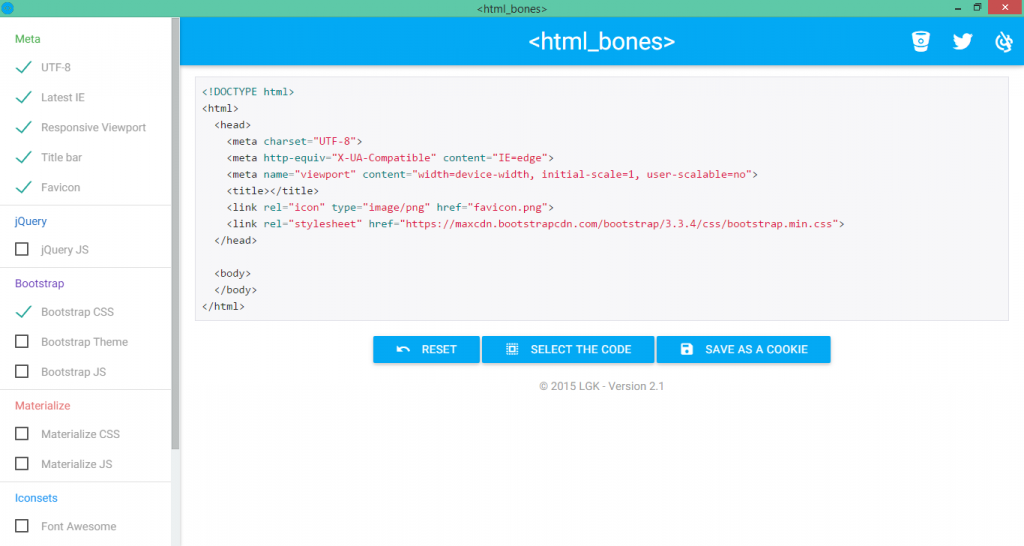 <html_bones>
<html_bones>
Meta
UTF-8
Latest IE
Responsive Viewport
Title bar
Favicon
jQuery
jQuery JS
Bootstrap
Bootstrap CSS
Bootstrap Theme
Bootstrap JS
Materialize
Materialize CSS
Materialize JS
Iconsets
Font Awesome
<!DOCTYPE html>
<html>
  <head>
    <meta charset="UTF-8">
    <meta http-equiv="X-UA-Compatible" content="IE=edge">
    <meta name="viewport" content="width=device-width, initial-scale=1, user-scalable=no">
    <title></title>
    <link rel="icon" type="image/png" href="favicon.png">
    <link rel="stylesheet" href="https://maxcdn.bootstrapcdn.com/bootstrap/3.3.4/css/bootstrap.min.css">
  </head>
  <body>
  </body>
</html>
RESET
SELECT THE CODE
SAVE AS A COOKIE
© 2015 LGK - Version 2.1